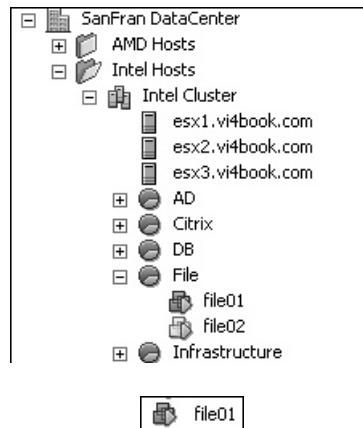 SanFran DataCenter
AMD Hosts
Intel Hosts
Intel Cluster
esx1.vi4book.com
esx2.vi4book.com
esx3.vi4book.com
AD
Citrix
DB
File
file01
file02
Infrastructure
file01